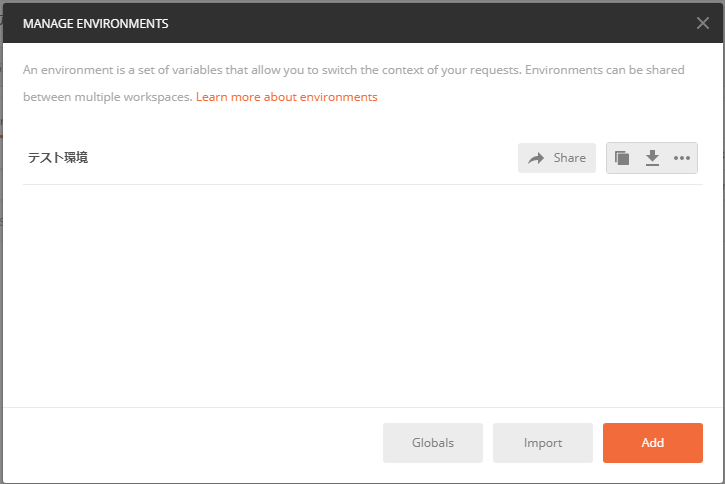 MANAGE ENVIRONMENTS
An environment is a set of variables that allow you to switch the context of your requests. Environments can be shared
between multiple workspaces. Learn more about environments
テスト環境
Share
Globals
Import
Add